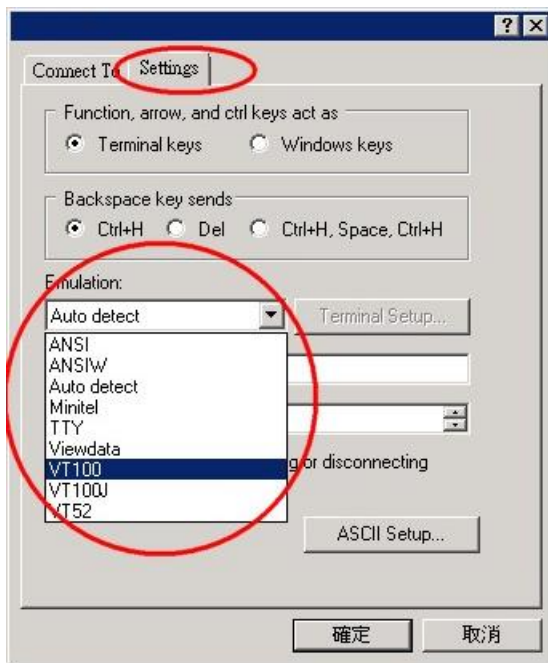 Connect To Settings
Function, arrow, and ctrl keys act as
Terminal keys Windows keys
Backspace key sends
Ctrl+H Del Ctrl+H, Space, Ctrl+H
Emulation:
Auto detect Terminal Setup...
ANSI
ANSIW
Auto detect
Minitel
TTY
Viewdata
VT100
VT100J
VT52
g or disconnecting
ASCII Setup...
確定 取消